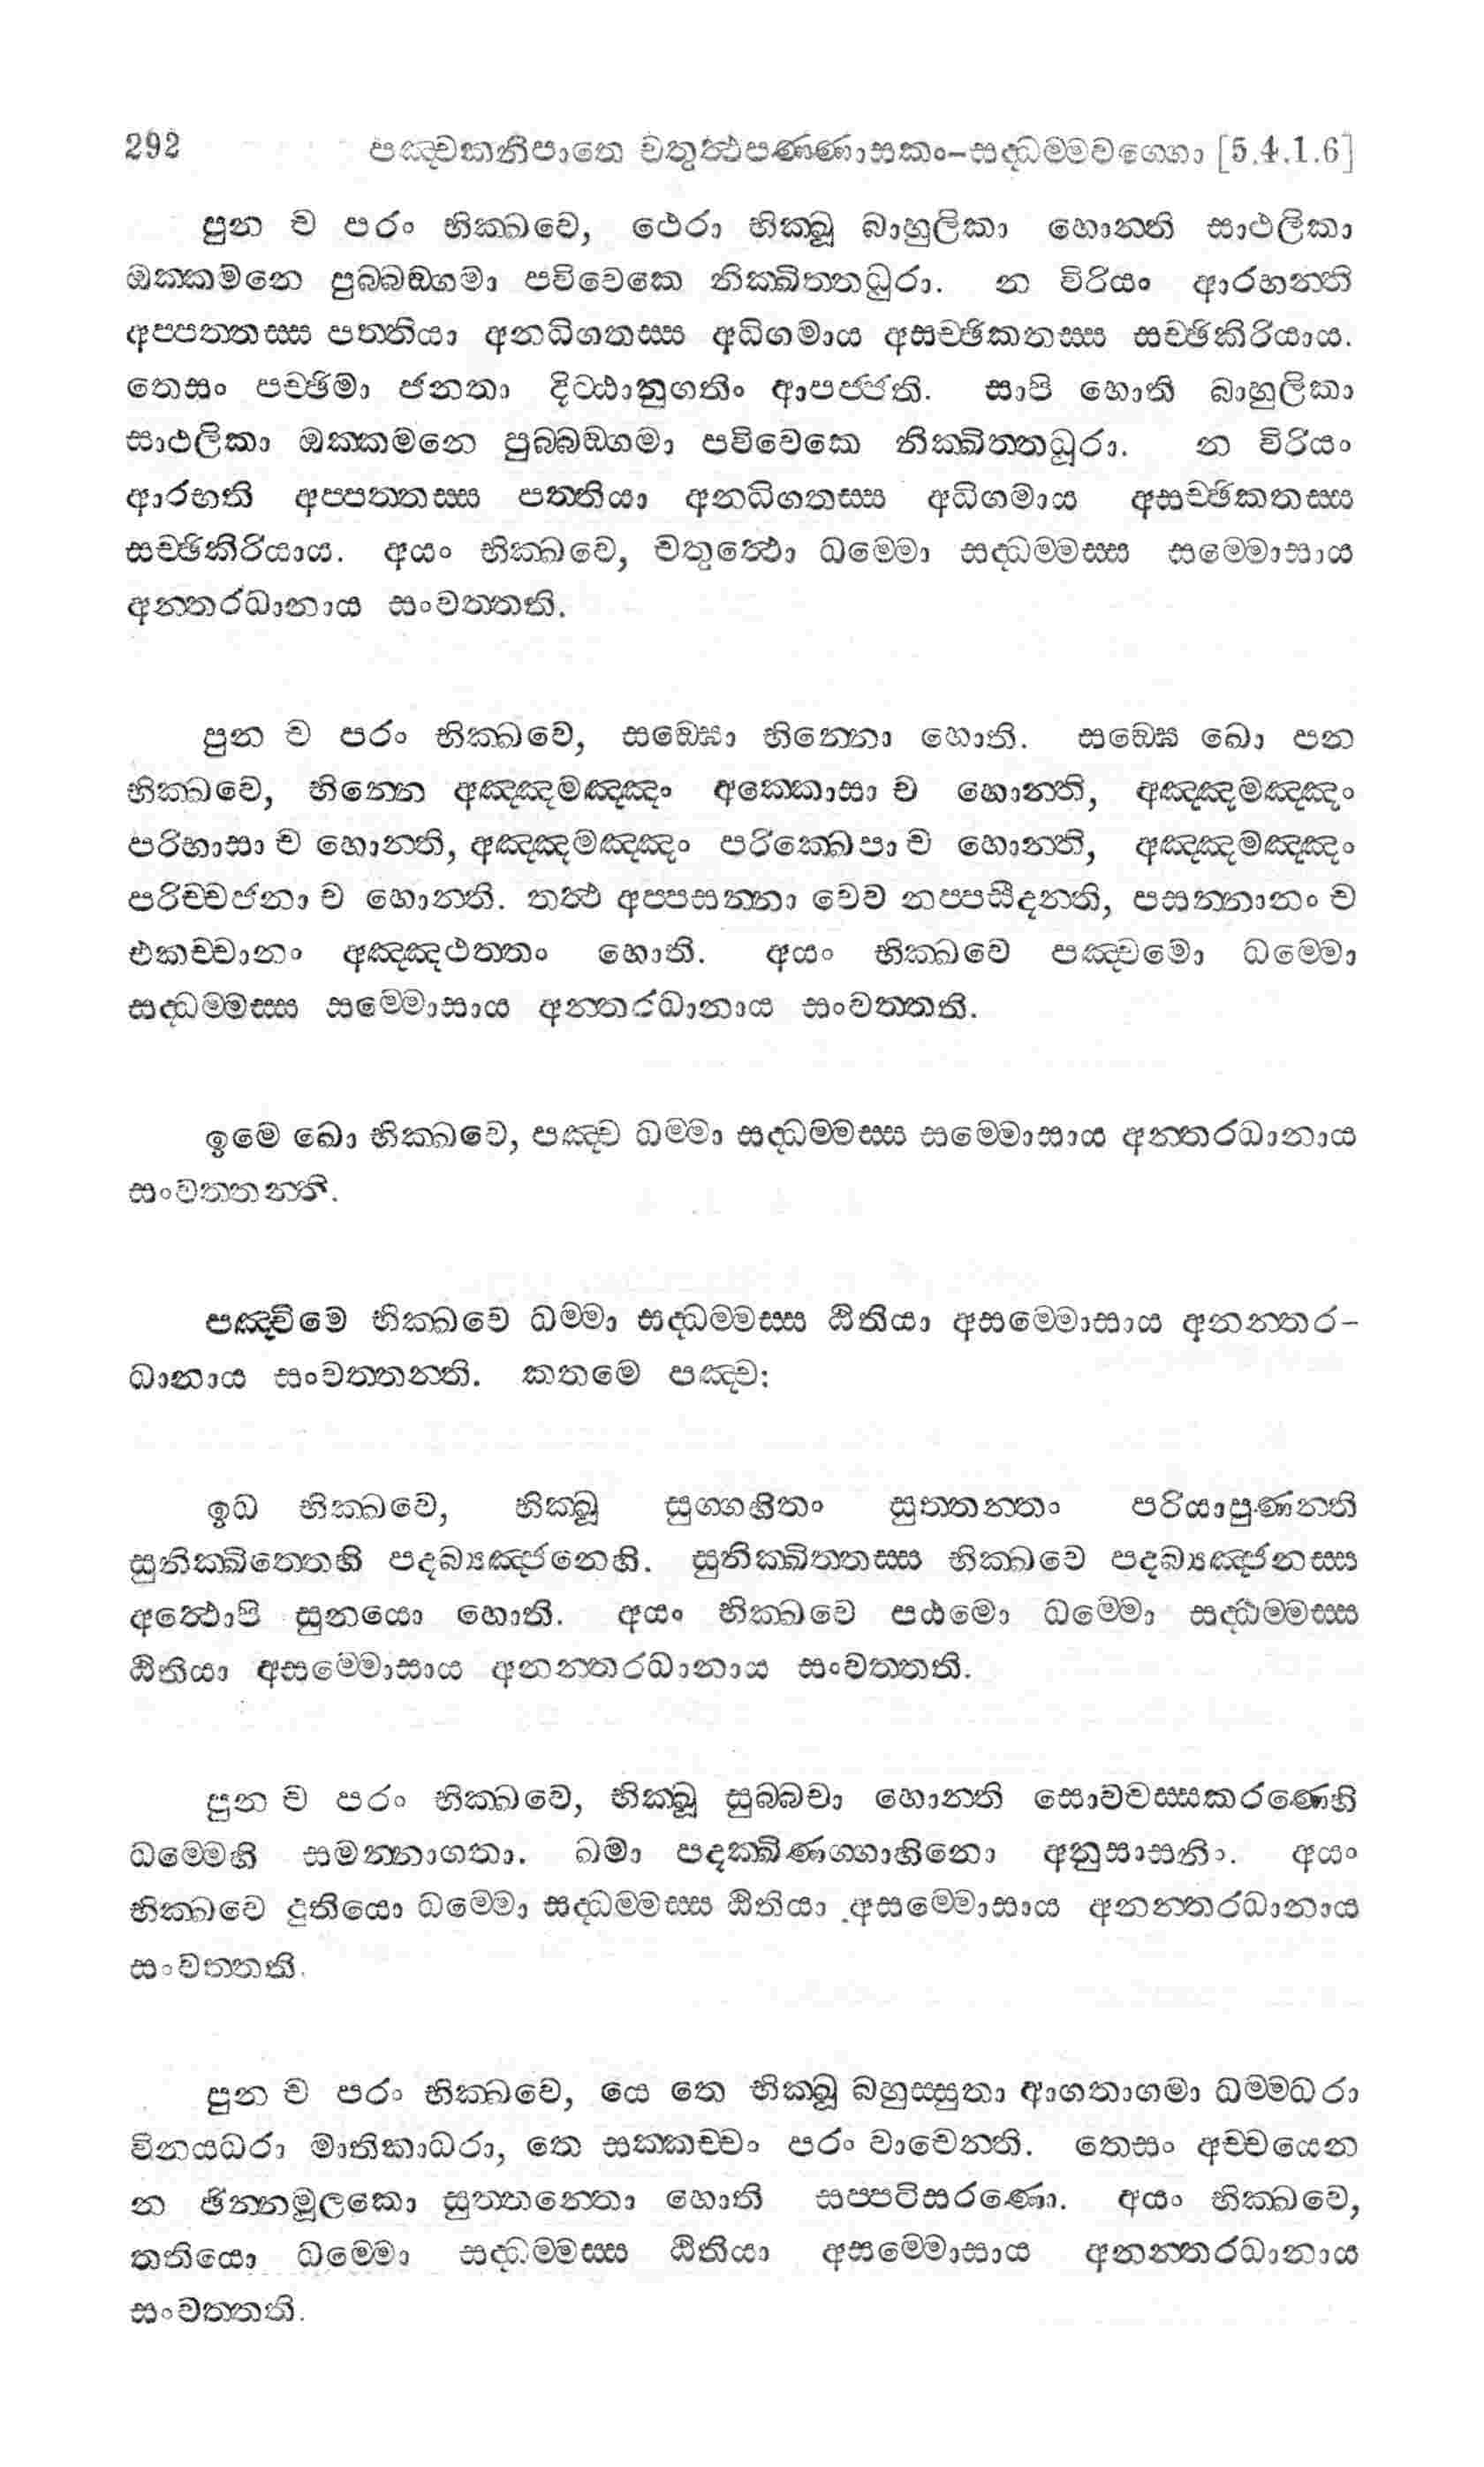 292 පඤ්චකනිපාතෙ චතුත්ථපණ්ණාසකං-සද්ධම්මවග්ගො [5.4.1.6]
පුන ච පරං භික්ඛවෙ, ථෙරා භික්ඛූ බාහුලිකා හොන්ති සාථලිකා
ඔක්කමනෙ පුබ්බඞ්ගමා පවිවෙකෙ නික්ඛිත්තධුරා. න විරියං ආරභන්ති
අප්පත්තස්ස පත්තියා අනධිගතස්ස අධිගමාය අසච්ඡිකතස්ස සච්ඡිකිරියාය.
තෙසං පච්ඡිමා ජනතා දිට්ඨානුගතිං ආපජ්ජති. සාපි හොති බාහුලිකා
සාථලිකා ඔක්කමනෙ පුබ්බඞ්ගමා පවිවෙකෙ නික්ඛිත්තධූරා. න විරියං
ආරභති අප්පත්තස්ස පත්තියා අනධිගතස්ස අධිගමාය අසච්ඡිකතස්ස
සච්ඡිකිරියාය. අයං භික්ඛවෙ, චතුත්ථො ධම්මො සද්ධම්මස්ස සම්මොසාය
අන්තරධානාය සංවත්තති.
පුන ච පරං භික්ඛවෙ, සඞ්ඝො භින්නො හොති. සඞ්ඝෙ ඛො පන
භික්ඛවෙ, භින්නෙ අඤ්ඤමඤ්ඤං අක්කොසා ච හොන්ති, අඤ්ඤමඤ්ඤං
පරිභාසා ච හොන්ති, අඤ්ඤමඤ්ඤං පරික්ඛෙපා ච හොන්ති, අඤ්ඤමඤ්ඤං
පරිච්චජනා ච හොන්ති. තත්ථ අප්පසන්නා චෙව නප්පසීදන්ති, පසන්නානං ච
එකච්චානං අඤ්ඤථත්තං හොති. අයං භික්ඛවෙ පඤ්චමො ධම්මො
සද්ධම්මස්ස සම්මොසාය අන්තරධානාය සංවත්තති.
ඉමෙ ඛො භික්ඛවෙ, පඤ්ච ධම්මා සද්ධම්මස්ස සම්මොසාය අන්තරධානාය
සංවත්තන්ති.
පඤ්චිමෙ භික්ඛවෙ ධම්මා සද්ධම්මස්ස ඨිතියා අසම්මොසාය අනන්තර-
ධානාය සංවත්තන්ති. කතමෙ පඤ්ච:
ඉධ භික්ඛවෙ, භික්ඛූ සුග්ගහිතං සුත්තන්තං පරියාපුණන්ති
සුනික්ඛිත්තෙහි පදබ්‍යඤ්ජනෙහි. සුනික්ඛිත්තස්ස භික්ඛවෙ පදබ්‍යඤ්ජනස්ස
අත්ථොපි සුනයො හොති. අයං භික්ඛවෙ පඨමො ධම්මො සද්ධම්මස්ස
ඨිතියා අසම්මොසාය අනන්තරධානාය සංවත්තති.
පුන ච පරං භික්ඛවෙ, භික්ඛූ සුබ්බචා හොන්ති සොවචස්සකරණෙහි
ධම්මෙහි සමන්නාගතා. ඛමා පදක්ඛිණග්ගාහිනො අනුසාසනිං. අයං
භික්ඛවෙ දුතියො ධම්මො සද්ධම්මස්ස ඨිතියා අසම්මොසාය අනන්තරධානාය
සංවත්තති.
පුන ච පරං භික්ඛවෙ, යෙ තෙ භික්ඛූ බහුස්සුතා ආගතාගමා ධම්මධරා
විනයධරා මාතිකාධරා, තෙ සක්කච්චං පරං වාචෙන්ති. තෙසං අච්චයෙන
න ඡින්නමූලකො සුත්තන්තො හොති සප්පටිසරණො. අයං භික්ඛවෙ,
තතියො ධම්මො සද්ධම්මස්ස ඨිතියා අසම්මොසාය අනන්තරධානාය
සංවත්තති.